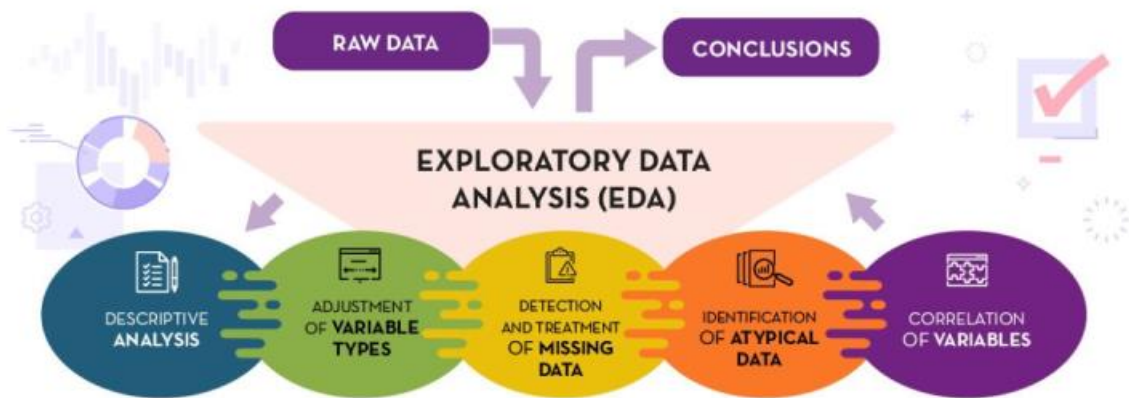 RAW DATA
CONCLUSIONS
EXPLORATORY DATA
ANALYSIS (EDA)
DESCRIPTIVE
ANALYSIS
ADJUSTMENT
OF VARIABLE
TYPES
DETECTION
AND TREATMENT
OF MISSING
DATA
IDENTIFICATION
OF ATYPICAL
DATA
CORRELATION
OF VARIABLES